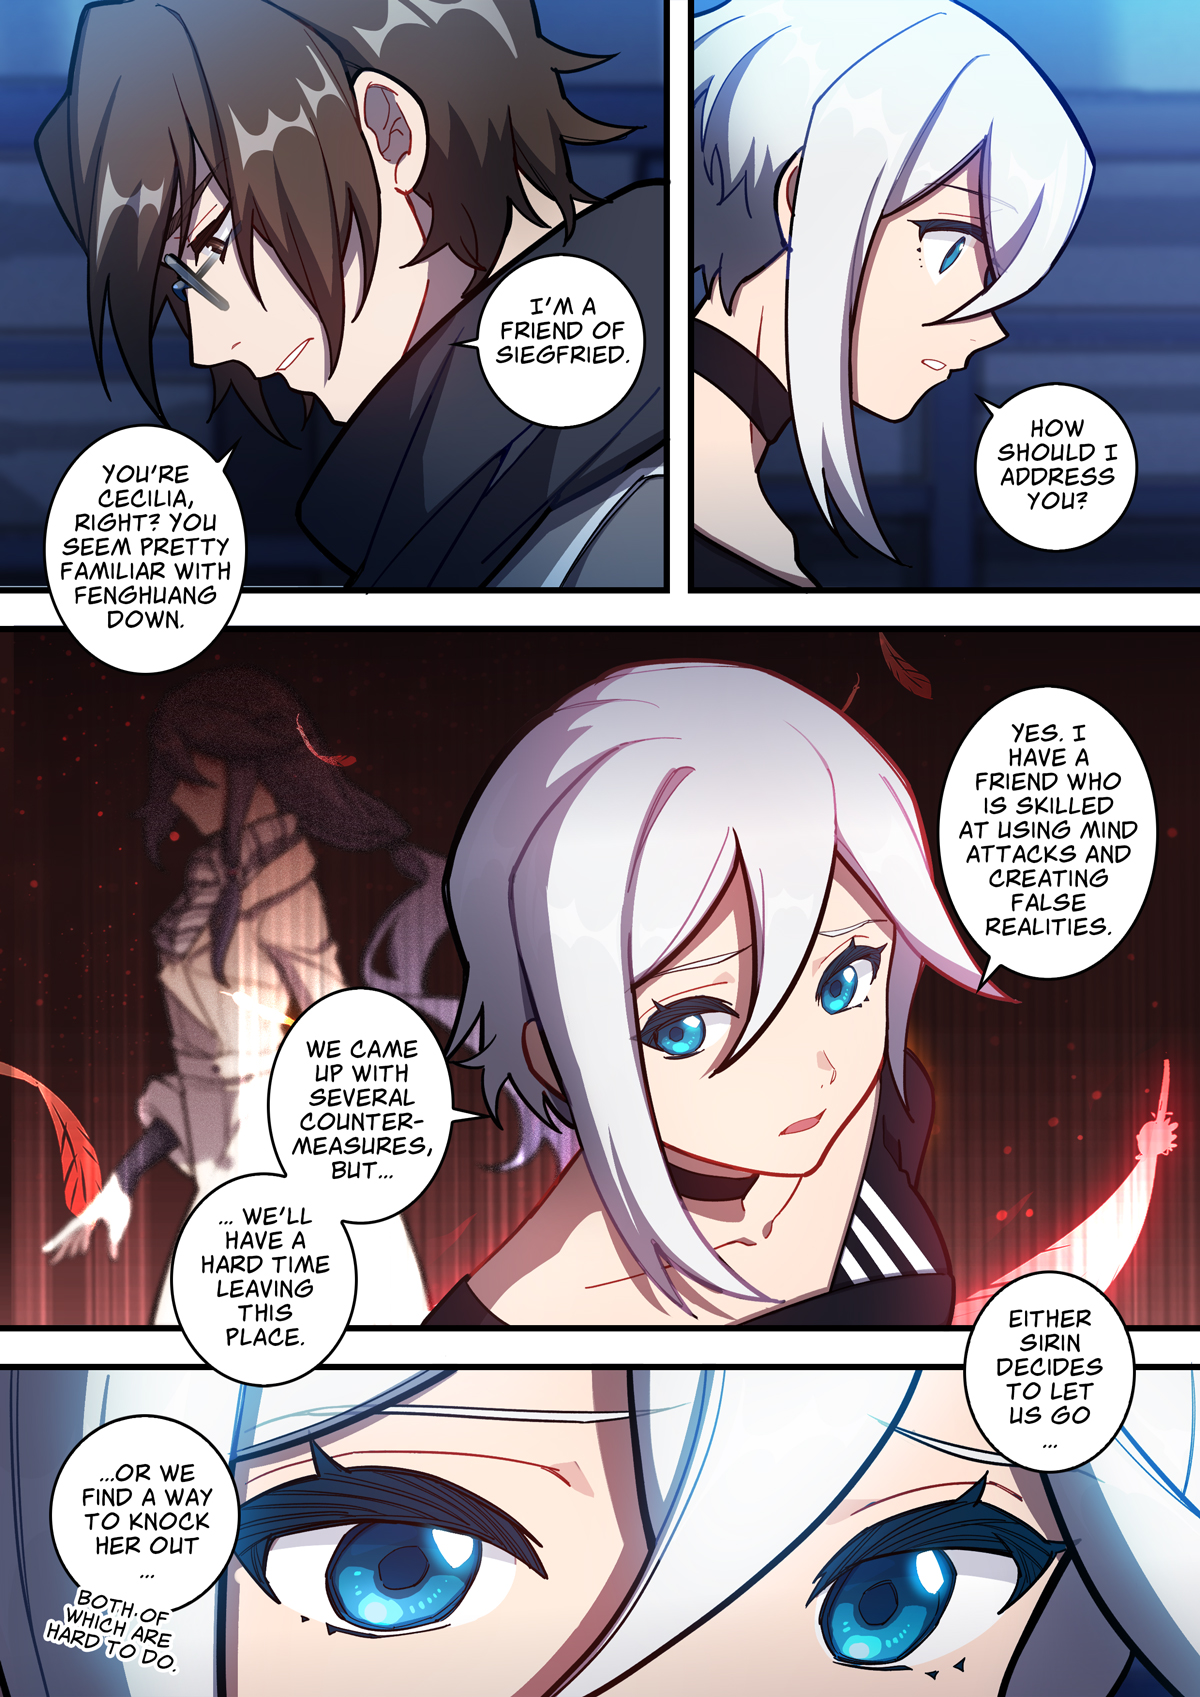 HOW
SHOULD I
ADDRESS
YOU?
I'M A
FRIEND OF
SIEGFRIED.
YOU'RE
CECILIA,
RIGHT? YOU
SEEM PRETTY
FAMILIAR WITH
FENGHUANG
DOWN.
YES. I
HAVE A
FRIEND WHO
IS SKILLED
AT USING MIND
ATTACKS AND
CREATING
FALSE
REALITIES.
WE CAME
UP WITH
SEVERAL
COUNTER-
MEASURES,
BUT...
... WE'LL
HAVE A
HARD TIME
LEAVING
THIS
PLACE.
EITHER
SIRIN
DECIDES
TO LET
US GO
...
...OR WE
FIND A WAY
TO KNOCK
HER OUT
...
BOTH OF
WHICH ARE
HARD TO DO.